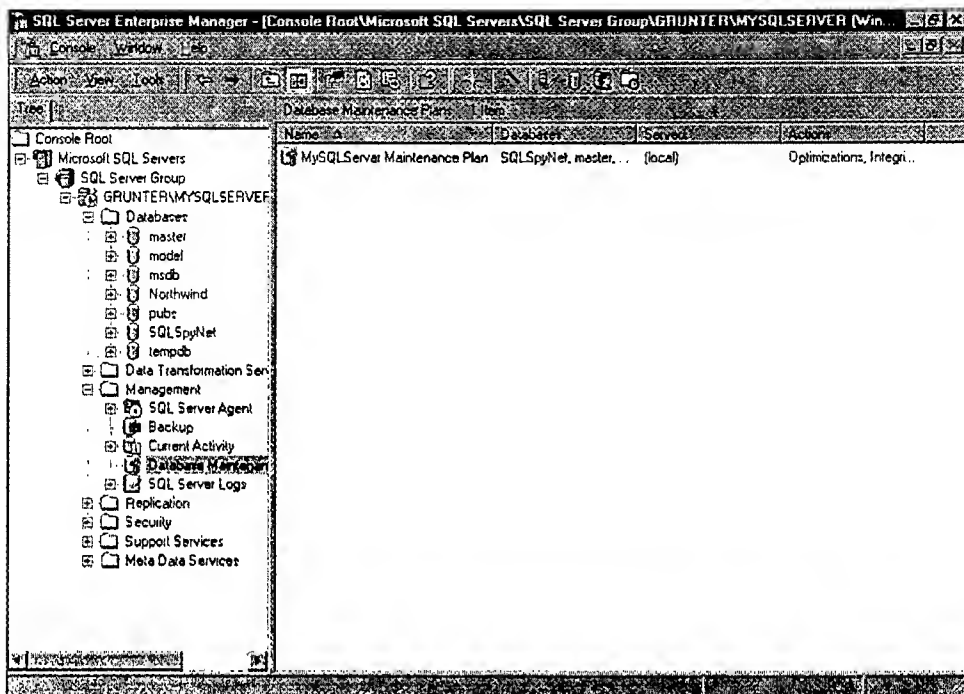 SQL Server Enterprise Manager - [Console Root\Microsoft SQL Servers\SQL Server Group\GRUNTER\MYSQLSERVER (Win...
Console Window Help
Action View Tools
Tree
Database Maintenance Plans 1 Item
Console Root
Microsoft SQL Servers
SQL Server Group
GRUNTER\MYSQLSERVER
Databases
master
model
msdb
Northwind
pubs
SQLSpyNet
tempdb
Data Transformation Ser
Management
SQL Server Agent
Backup
Current Activity
Database Maintenan
SQL Server Logs
Replication
Security
Support Services
Meta Data Services
Name Databases Servers Actions
MySQLServer Maintenance Plan SQLSpyNet, master, ... (local) Optimizations, Integri...